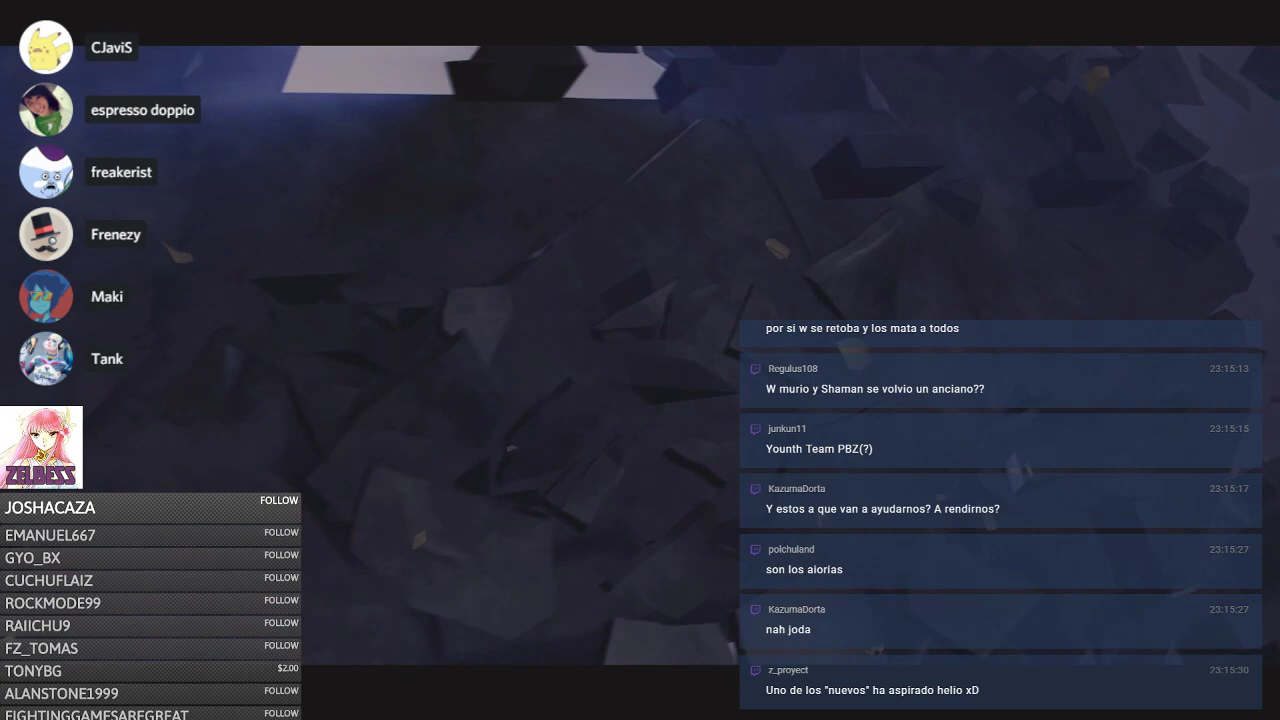 CJaviS
espresso doppio
freakerist
Frenezy
Maki
Tank
ZELBESS
JOSHACAZA FOLLOW
EMANUEL667 FOLLOW
GYO_BX FOLLOW
CUCHUFLAIZ FOLLOW
ROCKMODE99 FOLLOW
RAIICHU9 FOLLOW
FZ_TOMAS FOLLOW
TONYBG $2.00
ALANSTONE1999 FOLLOW
FIGHTINGGAMESAREGREAT FOLLOW
por si w se retoba y los mata a todos
Regulus108 23:15:13
W murio y Shaman se volvio un anciano??
junkun11 23:15:15
Younth Team PBZ(?)
KazumaDorta 23:15:17
Y estos a que van a ayudarnos? A rendirnos?
polchuland 23:15:27
son los aiorias
KazumaDorta 23:15:27
nah joda
z_proyect 23:15:30
Uno de los "nuevos" ha aspirado helio xD